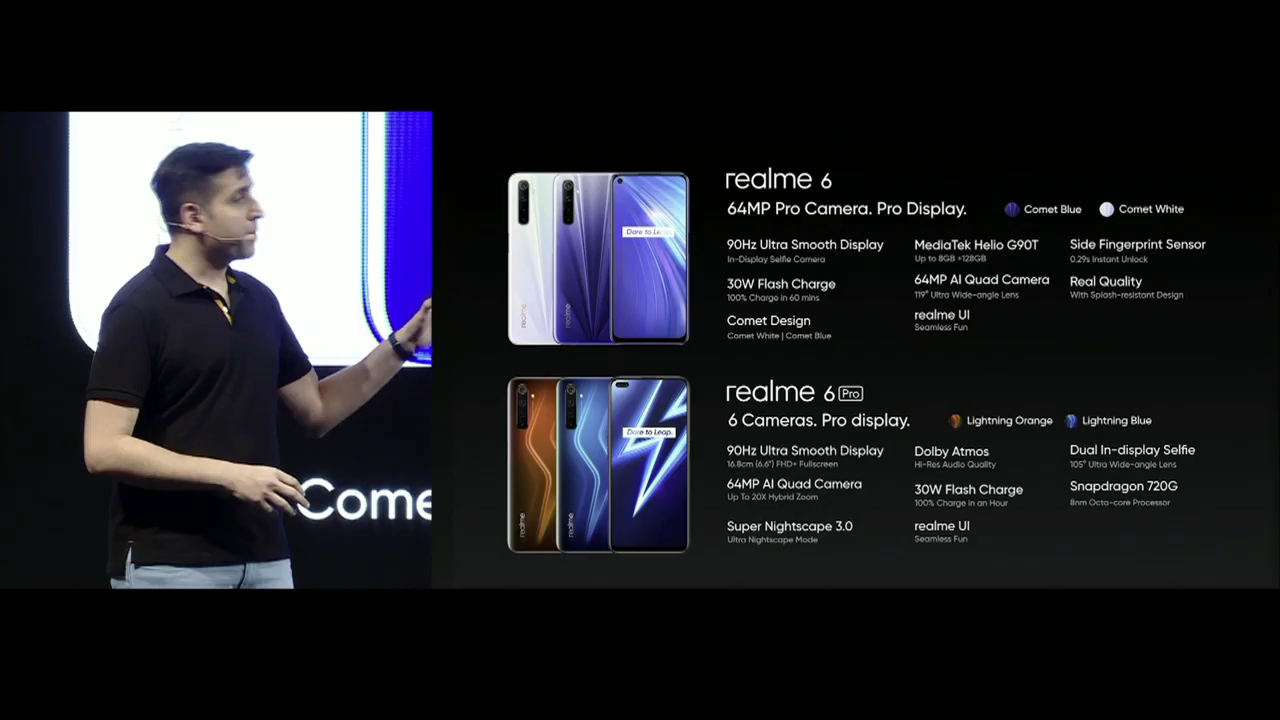 Come
realme 6
64MP Pro Camera. Pro Display.
Comet Blue
Comet White
90Hz Ultra Smooth Display
In-Display Selfie Camera
MediaTek Helio G90T
Up to 8GB +128GB
Side Fingerprint Sensor
0.29s Instant Unlock
30W Flash Charge
100% Charge in 60 mins
64MP AI Quad Camera
119° Ultra Wide-angle Lens
Real Quality
With Splash-resistant Design
Comet Design
Comet White | Comet Blue
realme UI
Seamless Fun
Dare to Leap.
realme
realme
realme 6 Pro
6 Cameras. Pro display.
Lightning Orange
Lightning Blue
90Hz Ultra Smooth Display
16.8cm (6.6") FHD+ Fullscreen
Dolby Atmos
Hi-Res Audio Quality
Dual In-display Selfie
105° Ultra Wide-angle Lens
64MP AI Quad Camera
Up To 20X Hybrid Zoom
30W Flash Charge
100% Charge in an Hour
Snapdragon 720G
8nm Octa-core Processor
Super Nightscape 3.0
Ultra Nightscape Mode
realme UI
Seamless Fun
Dare to Leap.
realme
realme